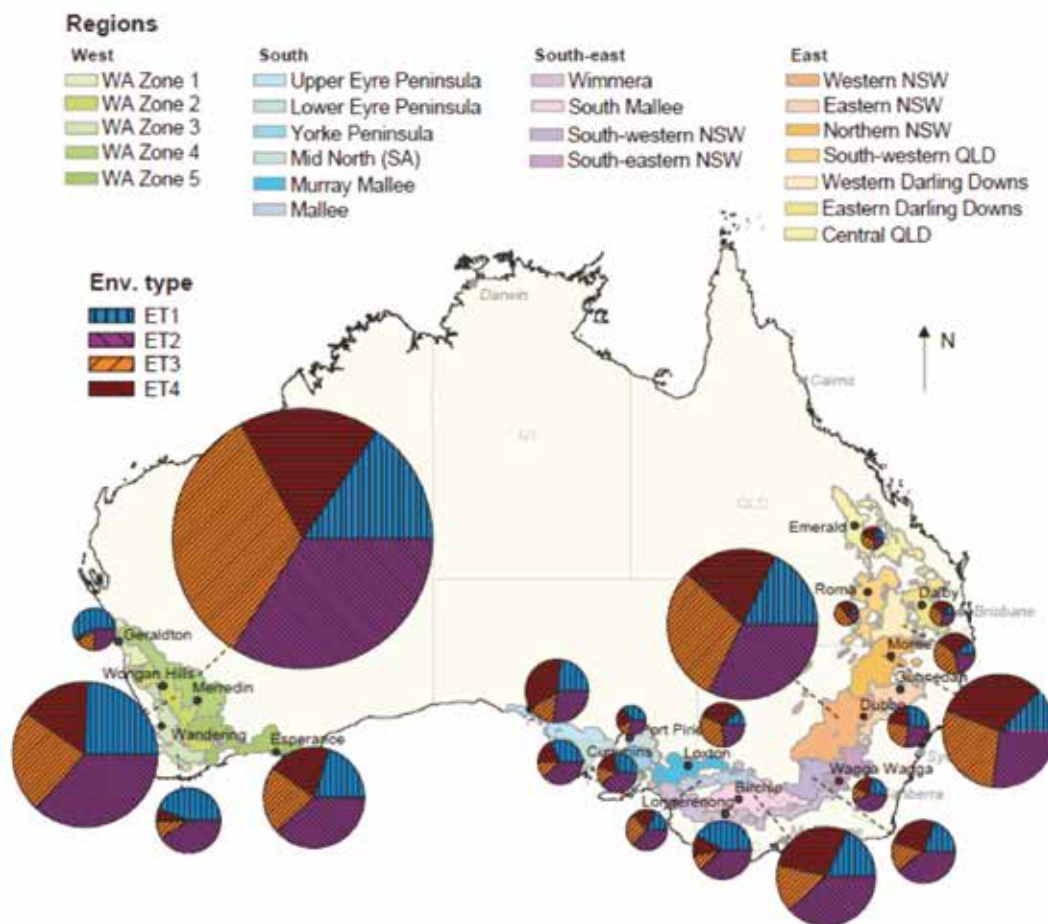 Regions
West
WA Zone 1
WA Zone 2
WA Zone 3
WA Zone 4
WA Zone 5
South
Upper Eyre Peninsula
Lower Eyre Peninsula
Yorke Peninsula
Mid North (SA)
Murray Mallee
Mallee
South-east
Wimmera
South Mallee
South-western NSW
South-eastern NSW
East
Western NSW
Eastern NSW
Northern NSW
South-western QLD
Western Darling Downs
Eastern Darling Downs
Central QLD
Env. type
ET1
ET2
ET3
ET4
N
Darwin
Cairns
NT
QLD
Emerald
Roma
Dalby
Brisbane
Geraldton
Wongan Hills
Merredin
Wandering
Esperance
Dubbo
Port Pirie
Cummins
Loxton
Wagga Wagga
Birchip
Longerenong